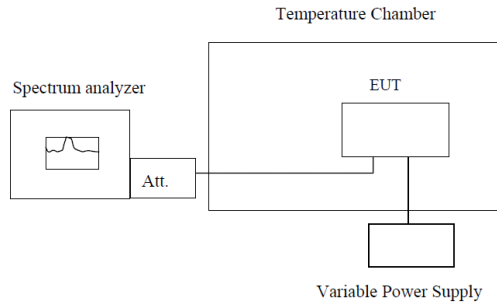 Temperature Chamber
Spectrum analyzer
EUT
Att.
Variable Power Supply